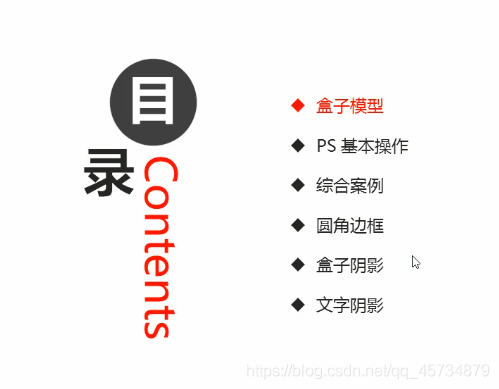 目
录
Contents
盒子模型
PS 基本操作
综合案例
圆角边框
盒子阴影
文字阴影
https://blog.csdn.net/qq_45734879